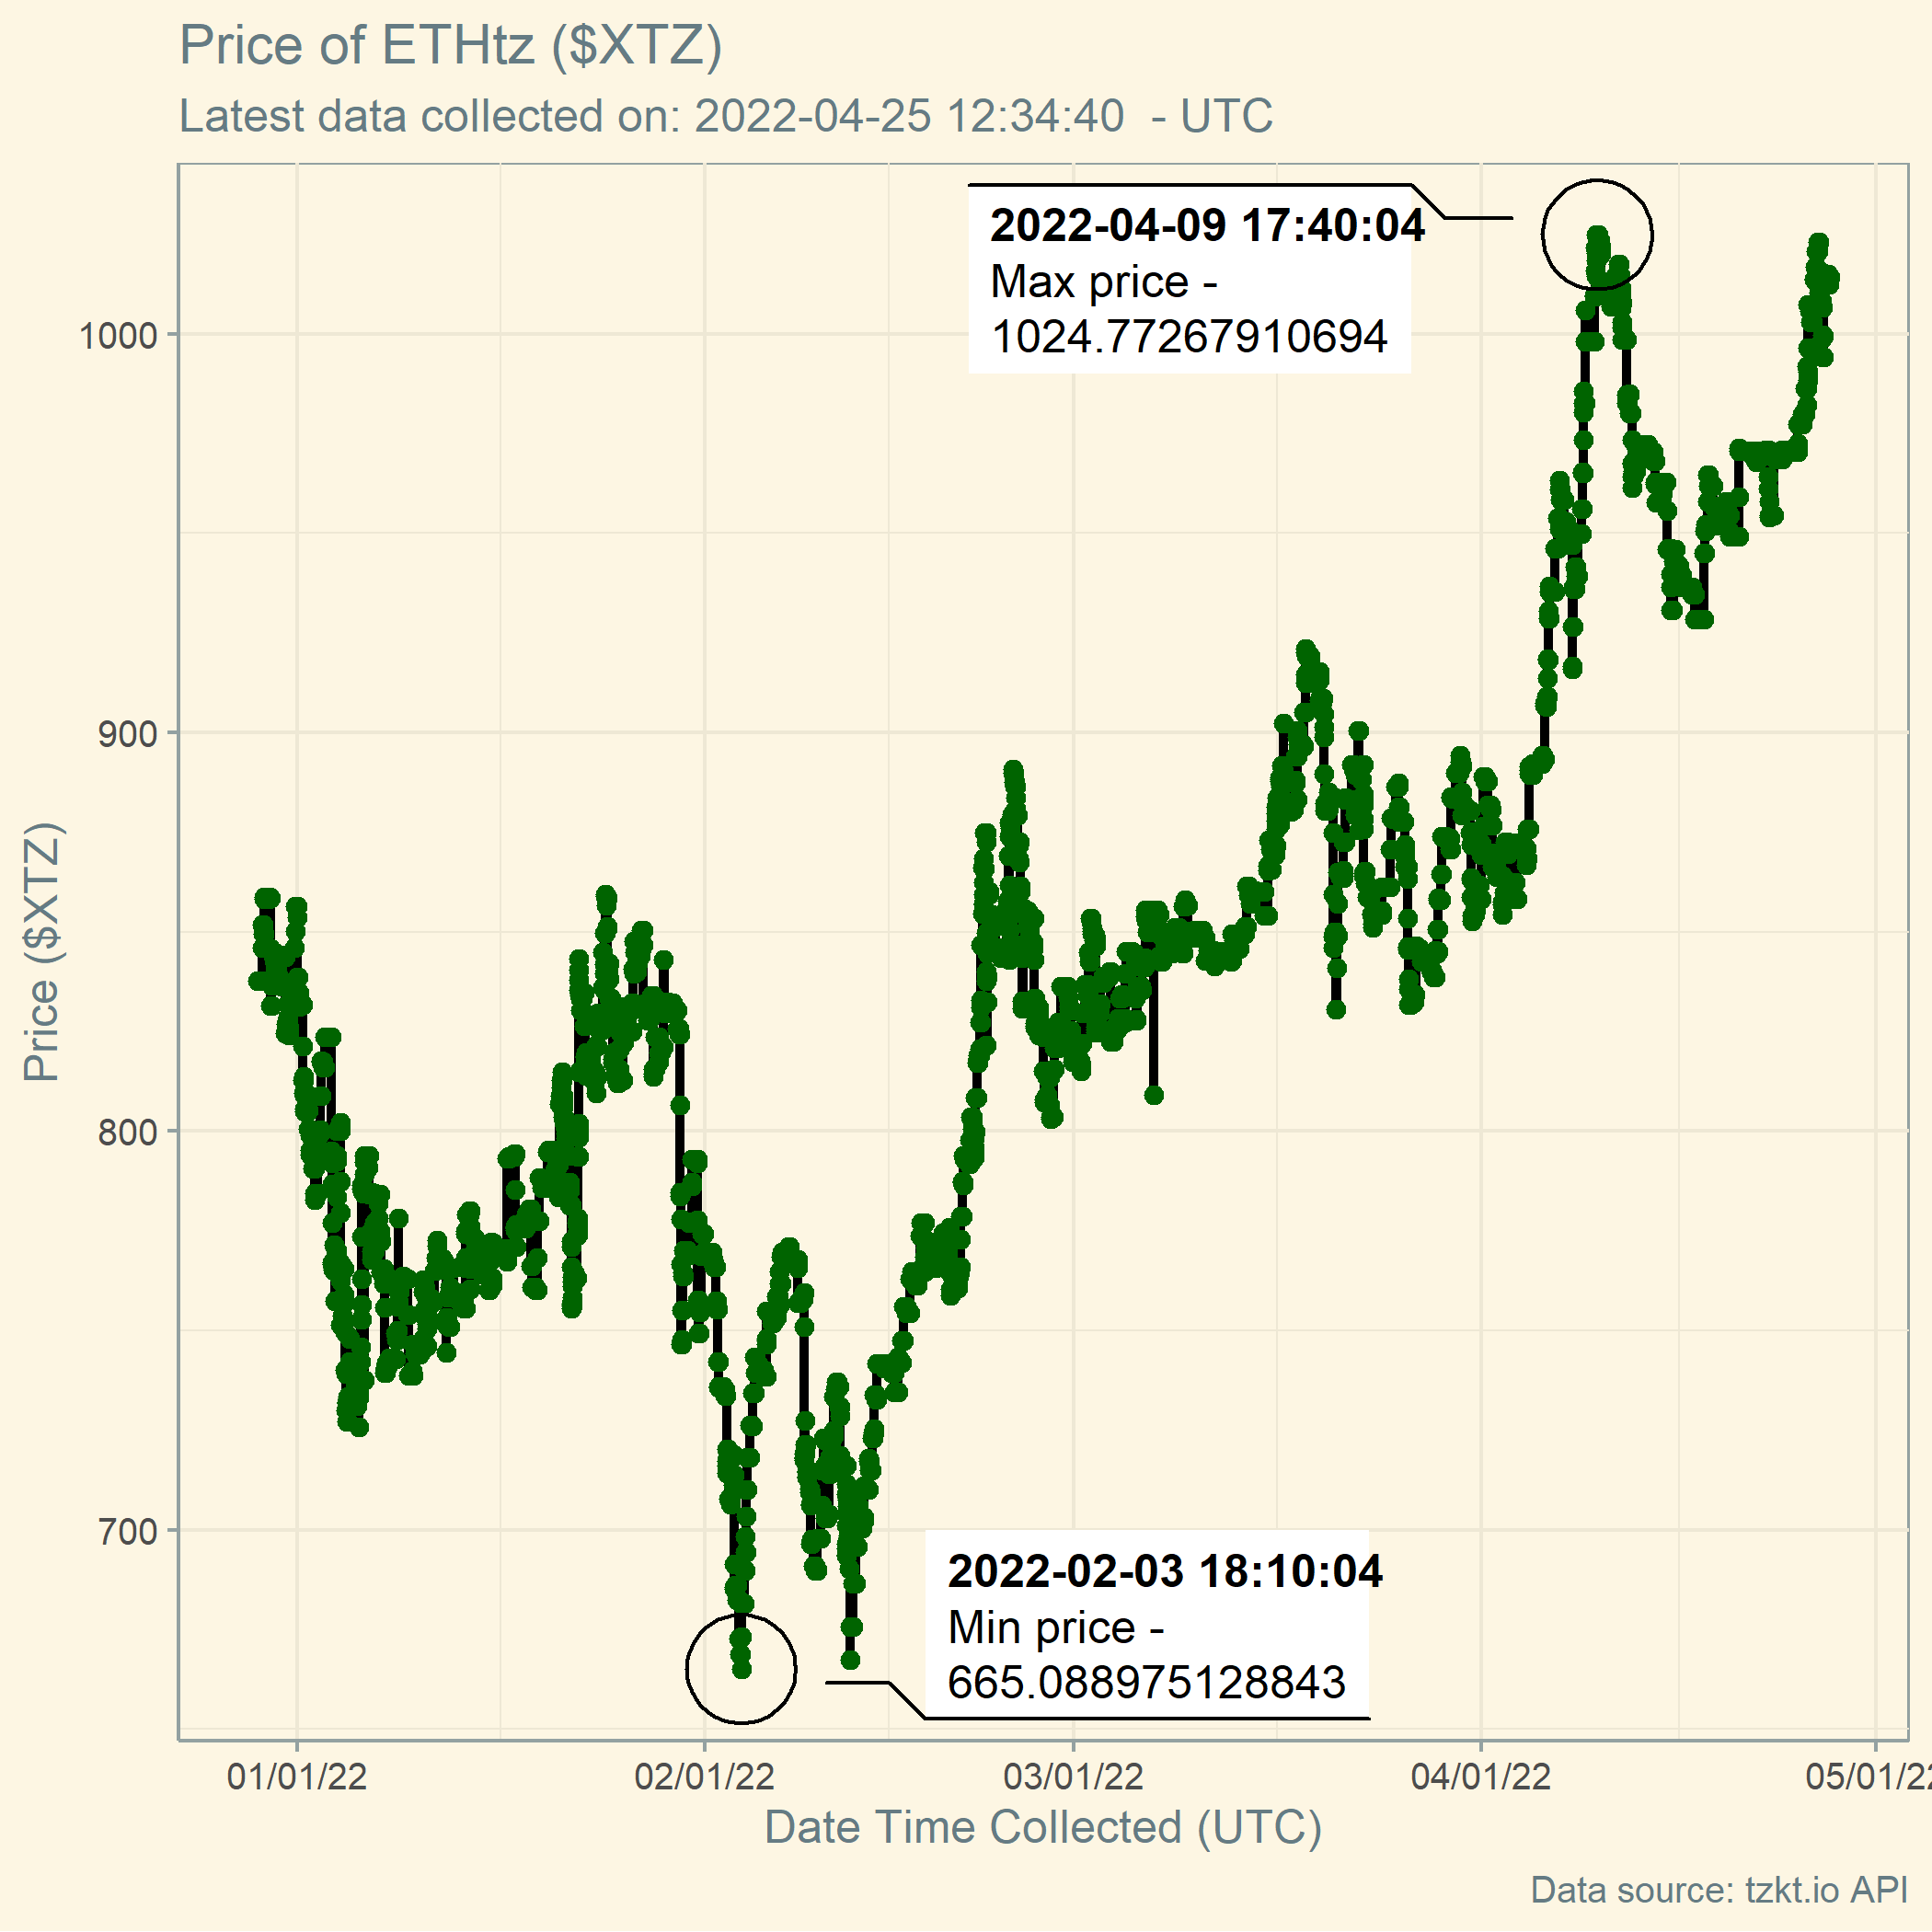 Price of ETHtz ($XTZ)
Latest data collected on: 2022-04-25 12:34:40  - UTC
2022-04-09 17:40:04
Max price -
1024.77267910694
1000
900
800
700
Price ($XTZ)
2022-02-03 18:10:04
Min price -
665.088975128843
01/01/22
02/01/22
03/01/22
04/01/22
05/01/2
Date Time Collected (UTC)
Data source: tzkt.io API